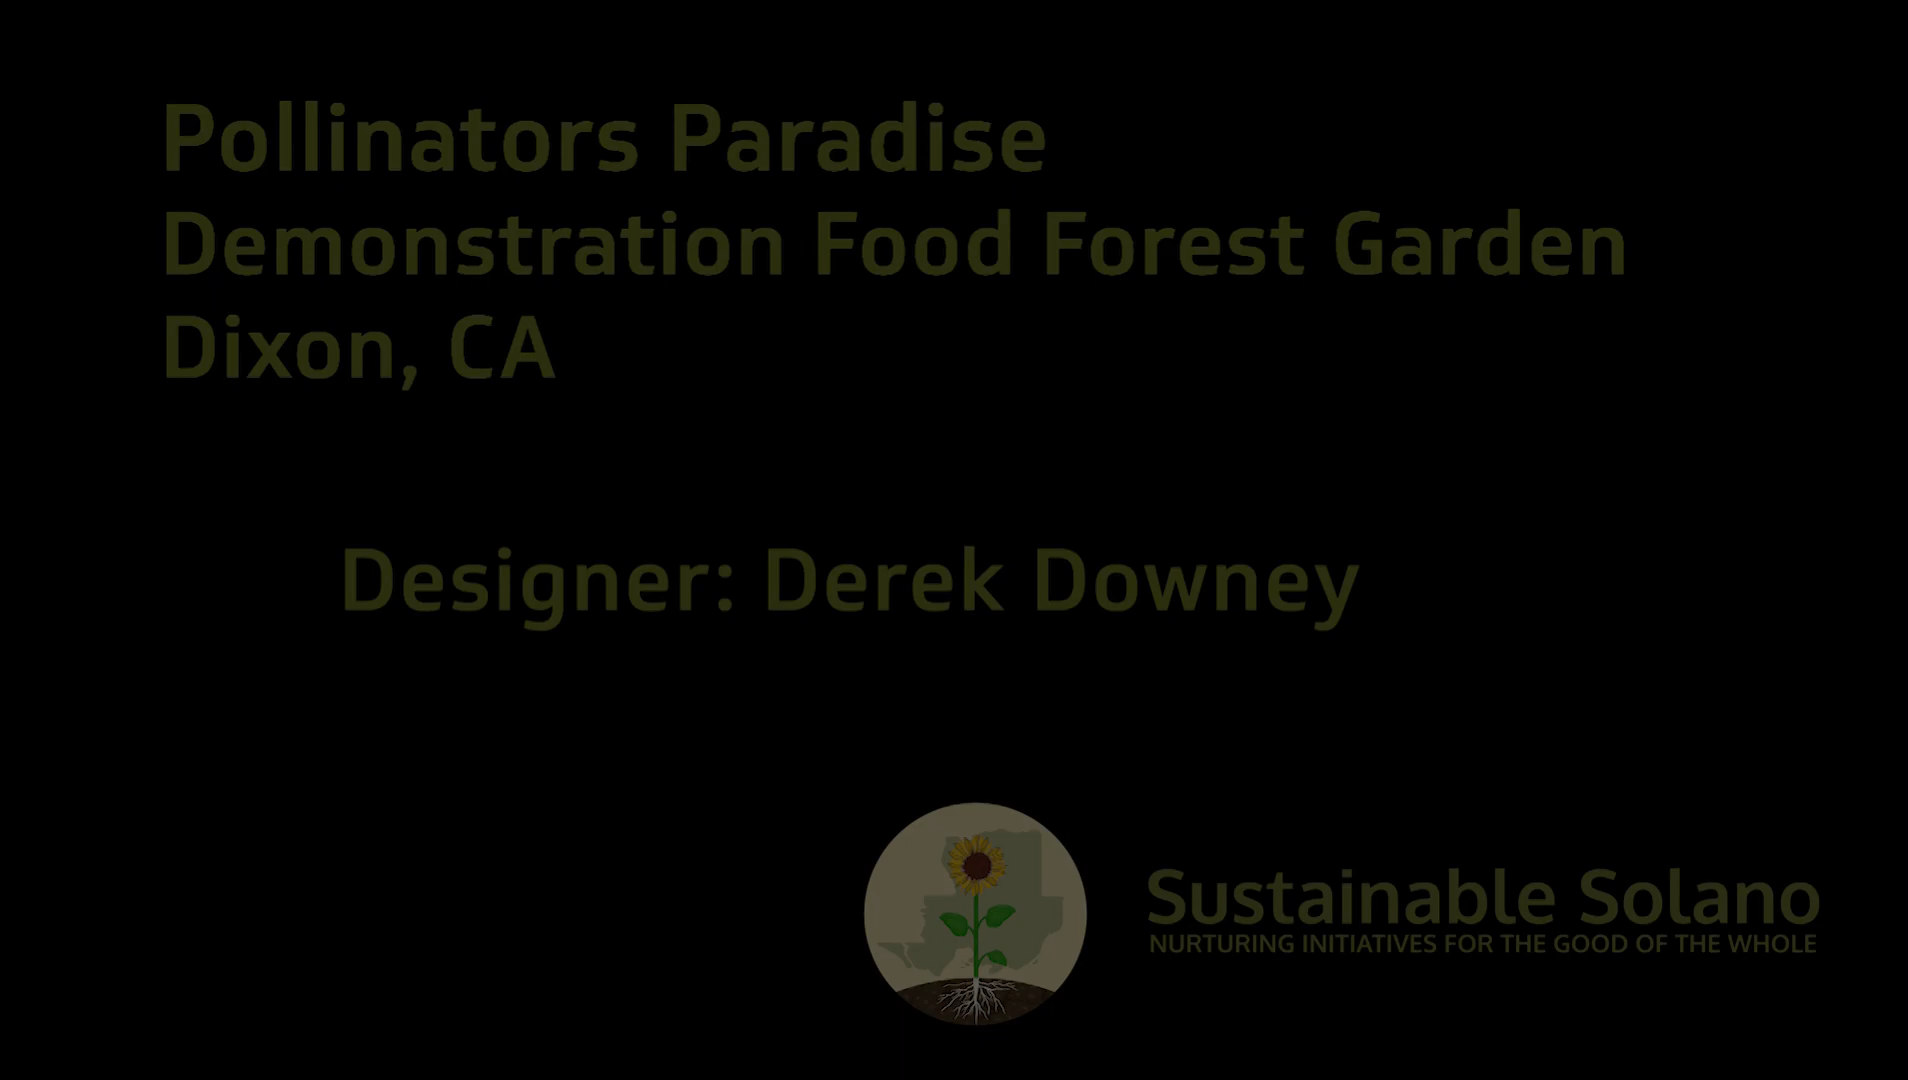 Pollinators Paradise
Demonstration Food Forest Garden
Dixon, CA
Designer: Derek Downey
Sustainable Solano
NURTURING INITIATIVES FOR THE GOOD OF THE WHOLE